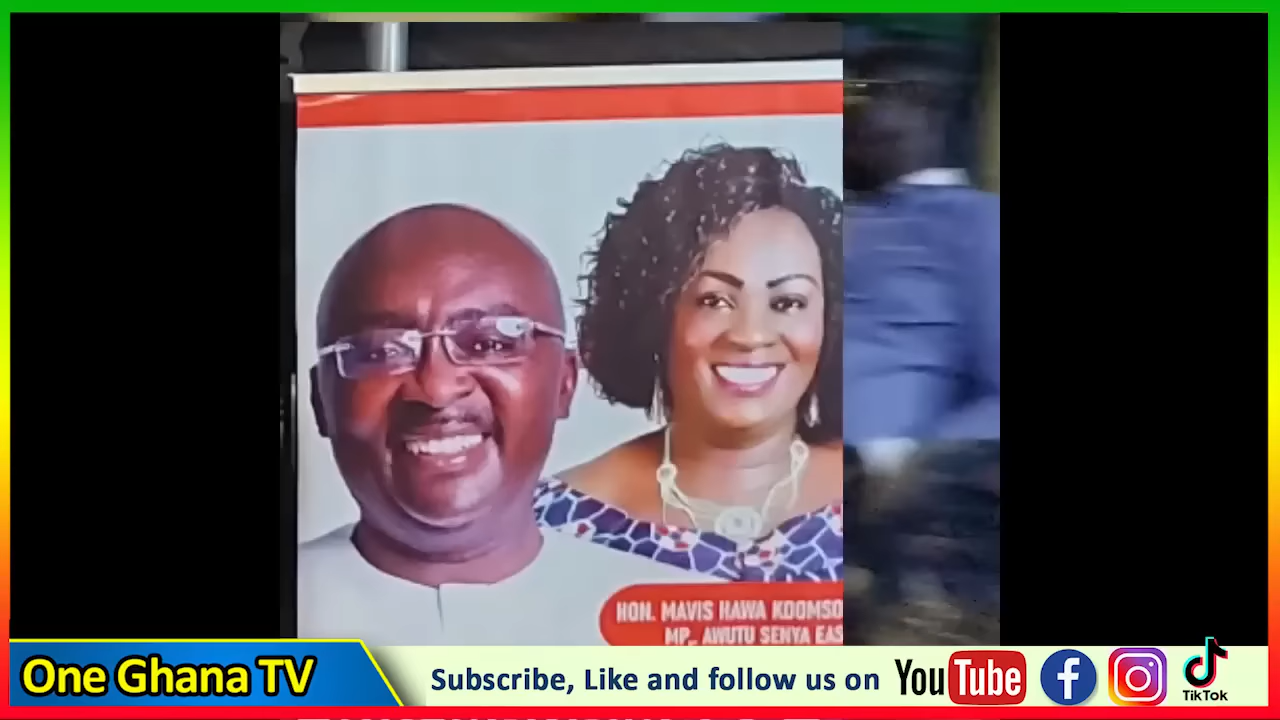 HON. MAVIS HAWA KOOMSO
MP., AWUTU SENYA EAS
One Ghana TV
Subscribe, Like and follow us on
YouTube
TikTok